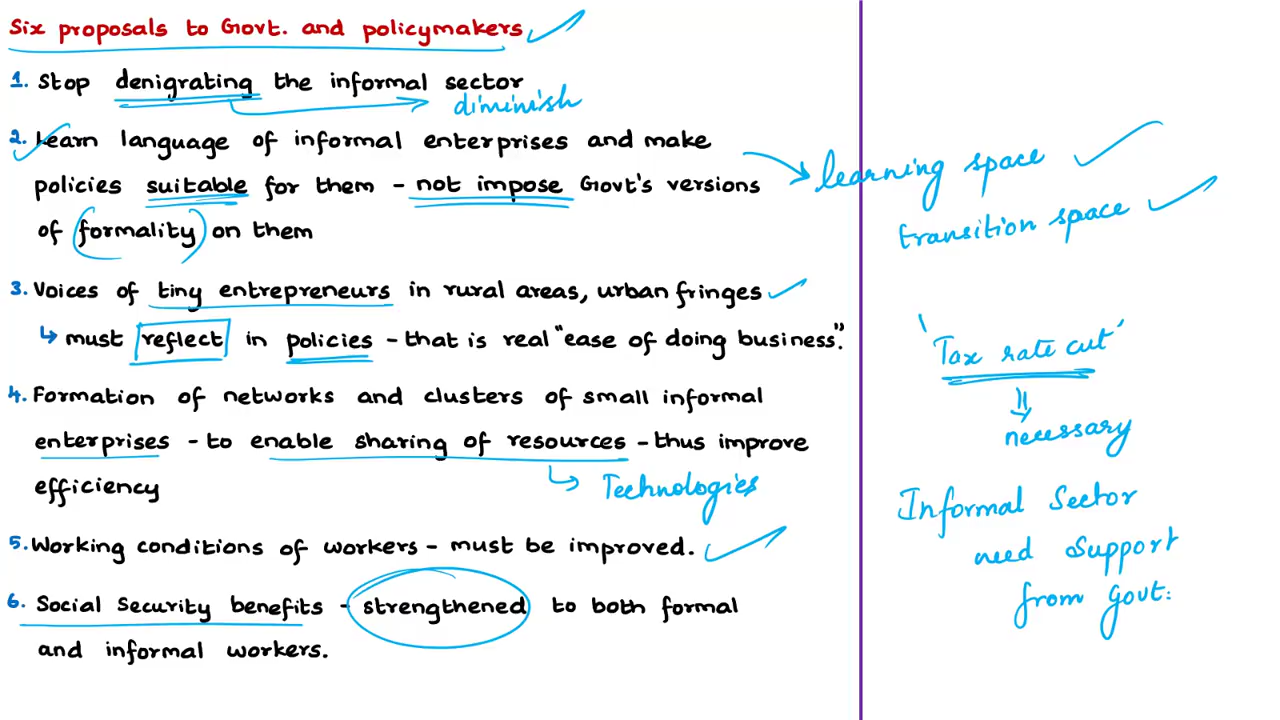 Six proposals to Govt. and policymakers
1. Stop denigrating the informal sector
diminish
2. Learn language of informal enterprises and make
policies suitable for them - not impose Govt's versions
of formality on them
3. Voices of tiny entrepreneurs in rural areas, urban fringes
↳ must reflect in policies - that is real "ease of doing business."
4. Formation of networks and clusters of small informal
enterprises - to enable sharing of resources - thus improve
efficiency
Technologies
5. Working conditions of workers - must be improved.
6. Social Security benefits - strengthened to both formal
and informal workers.
learning space
transition space
'Tax rate cut'
necessary
Informal Sector
need Support
from Govt: